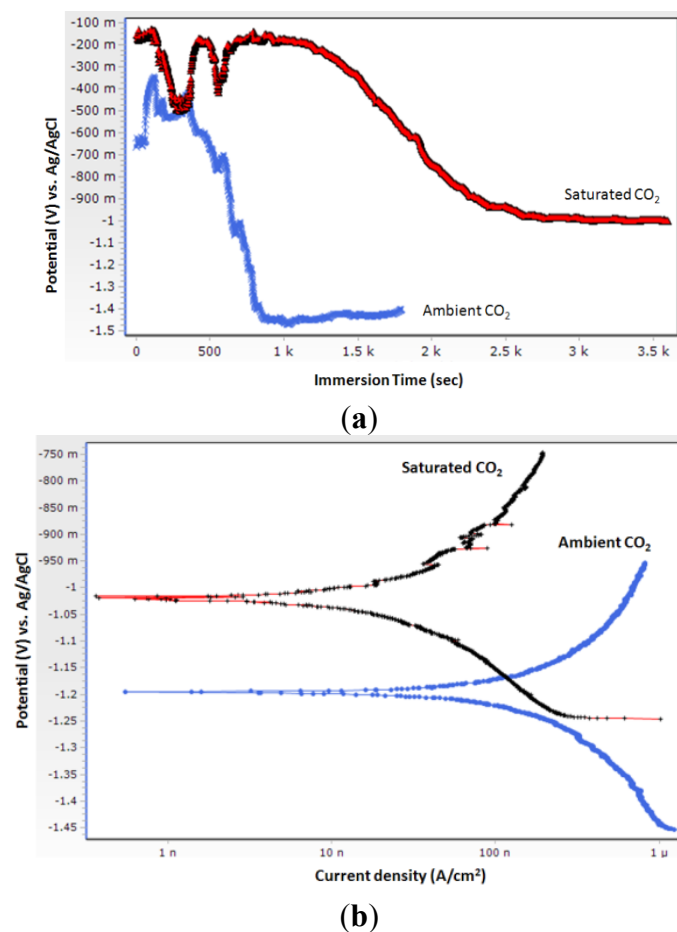 -100 m
-200 m
-300 m
-400 m
-500 m
-600 m
-700 m
-800 m
-900 m
-1
-1.1
-1.2
-1.3
-1.4
-1.5
Potential (V) vs. Ag/AgCl
Saturated CO₂
Ambient CO₂
0 500 1 k 1.5 k 2 k 2.5 k 3 k 3.5 k
Immersion Time (sec)
(a)
-750 m
-800 m
-850 m
-900 m
-950 m
-1
-1.05
-1.1
-1.15
-1.2
-1.25
-1.3
-1.35
-1.4
-1.45
Potential (V) vs. Ag/AgCl
Saturated CO₂
Ambient CO₂
1 n 10 n 100 n 1 µ
Current density (A/cm²)
(b)